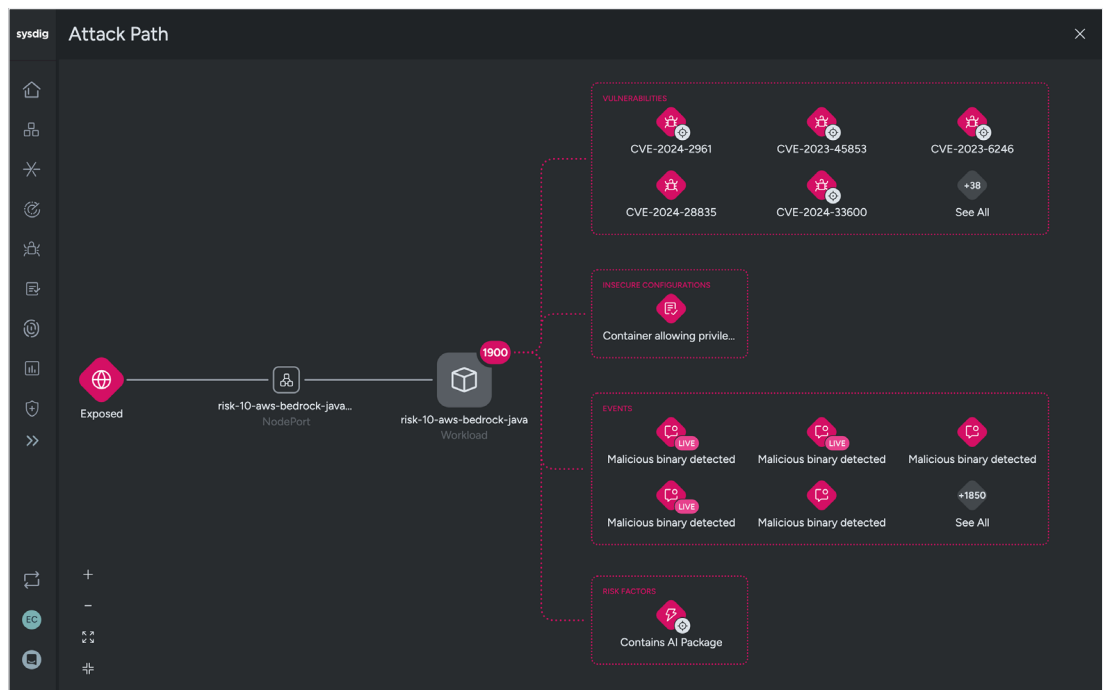 sysdig
Attack Path
VULNERABILITIES
CVE-2024-2961
CVE-2023-45853
CVE-2023-6246
CVE-2024-28835
CVE-2024-33600
+38
See All
INSECURE CONFIGURATIONS
Container allowing privile...
1900
Exposed
risk-10-aws-bedrock-java...
NodePort
risk-10-aws-bedrock-java
Workload
EVENTS
LIVE
Malicious binary detected
LIVE
Malicious binary detected
Malicious binary detected
LIVE
Malicious binary detected
Malicious binary detected
+1850
See All
RISK FACTORS
Contains AI Package
EC